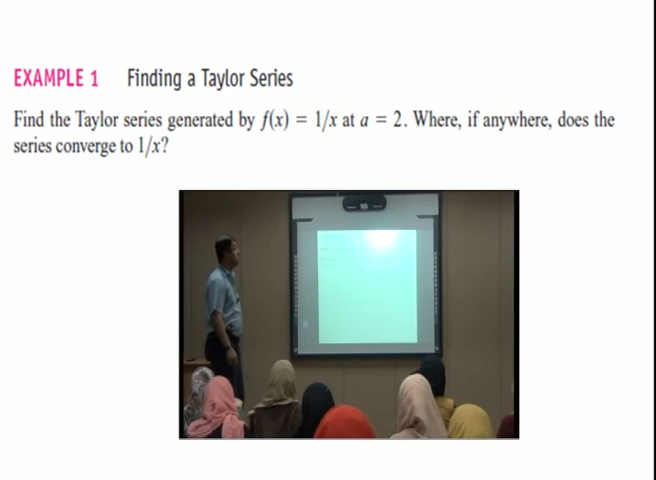 EXAMPLE 1 Finding a Taylor Series
Find the Taylor series generated by f(x) = 1/x at a = 2. Where, if anywhere, does the
series converge to 1/x?